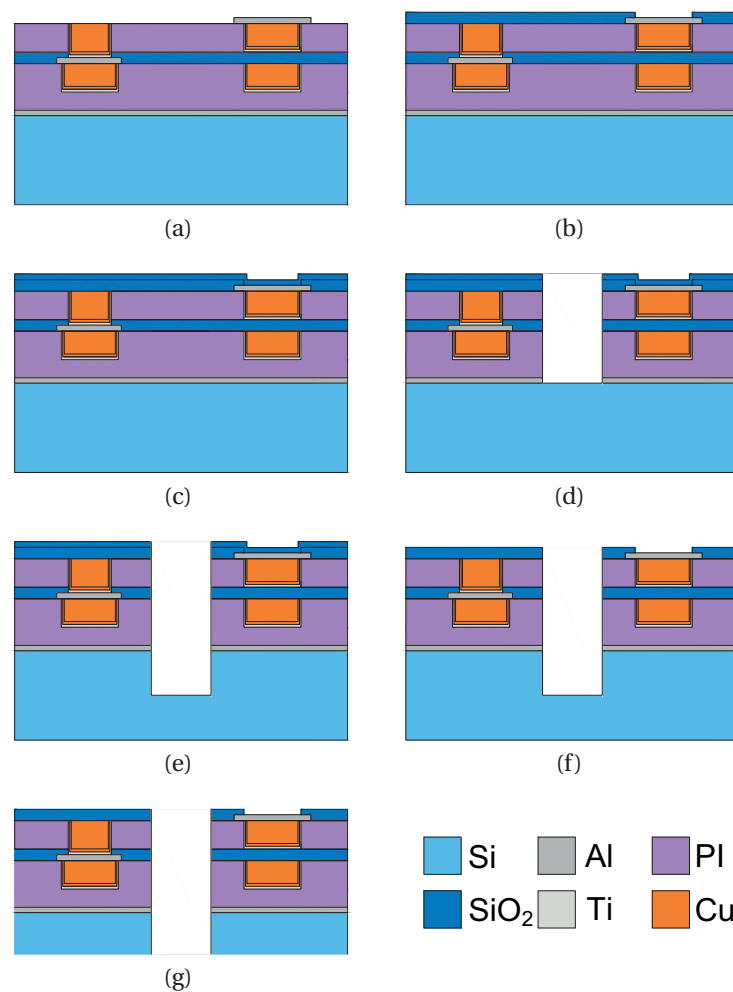 (a)
(b)
(c)
(d)
(e)
(f)
(g)
Si Al PI
SiO₂ Ti Cu